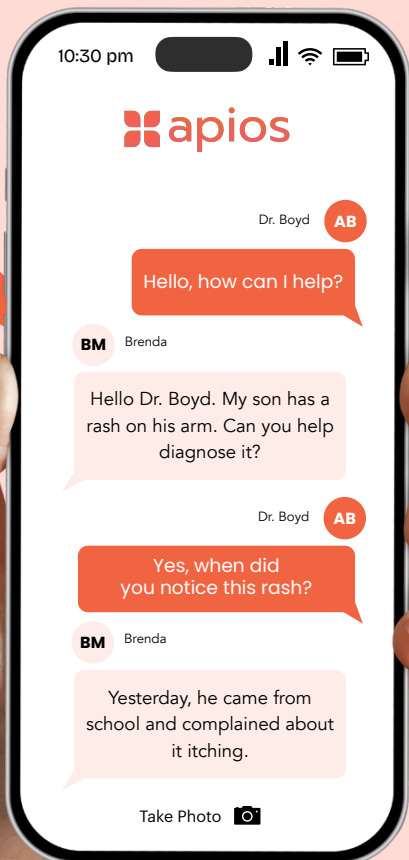 10:30 pm
apios
Dr. Boyd AB
Hello, how can I help?
BM Brenda
Hello Dr. Boyd. My son has a
rash on his arm. Can you help
diagnose it?
Dr. Boyd AB
Yes, when did
you notice this rash?
BM Brenda
Yesterday, he came from
school and complained about
it itching.
Take Photo